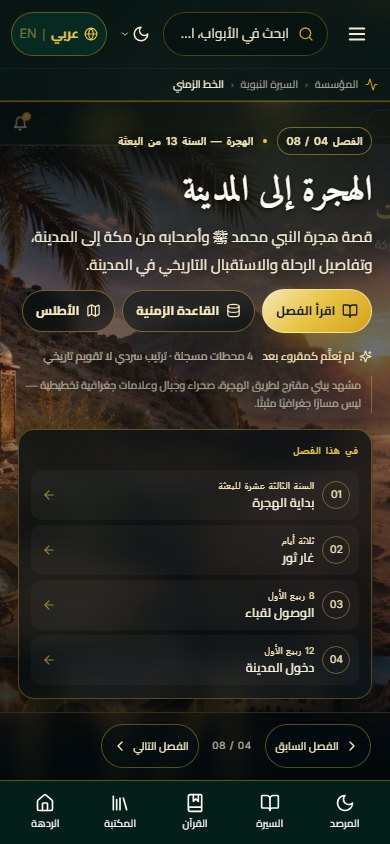 ابحث في الأبواب، ا...
عربي | EN
المؤسسة › السيرة النبوية › الخط الزمني
الفصل 04 / 08 • الهجرة — السنة 13 من البعثة
الهجرة إلى المدينة
قصة هجرة النبي محمد ﷺ وأصحابه من مكة إلى المدينة،
وتفاصيل الرحلة والاستقبال التاريخي في المدينة.
اقرأ الفصل
القاعدة الزمنية
الأطلس
لم يُعلَّم كمقروء بعد
4 محطات مسجلة · ترتيب سردي لا تقويم تاريخي
مشهد بيئي مقترح لطريق الهجرة، صحراء وجبال وعلامات جغرافية تخطيطية —
ليس مسارًا جغرافيًا مثبتًا.
في هذا الفصل
01
السنة الثالثة عشرة للبعثة
بداية الهجرة
02
ثلاثة أيام
غار ثور
03
8 ربيع الأول
الوصول لقباء
04
12 ربيع الأول
دخول المدينة
الفصل السابق
08 / 04
الفصل التالي
المرصد
السيرة
القرآن
المكتبة
الردهة